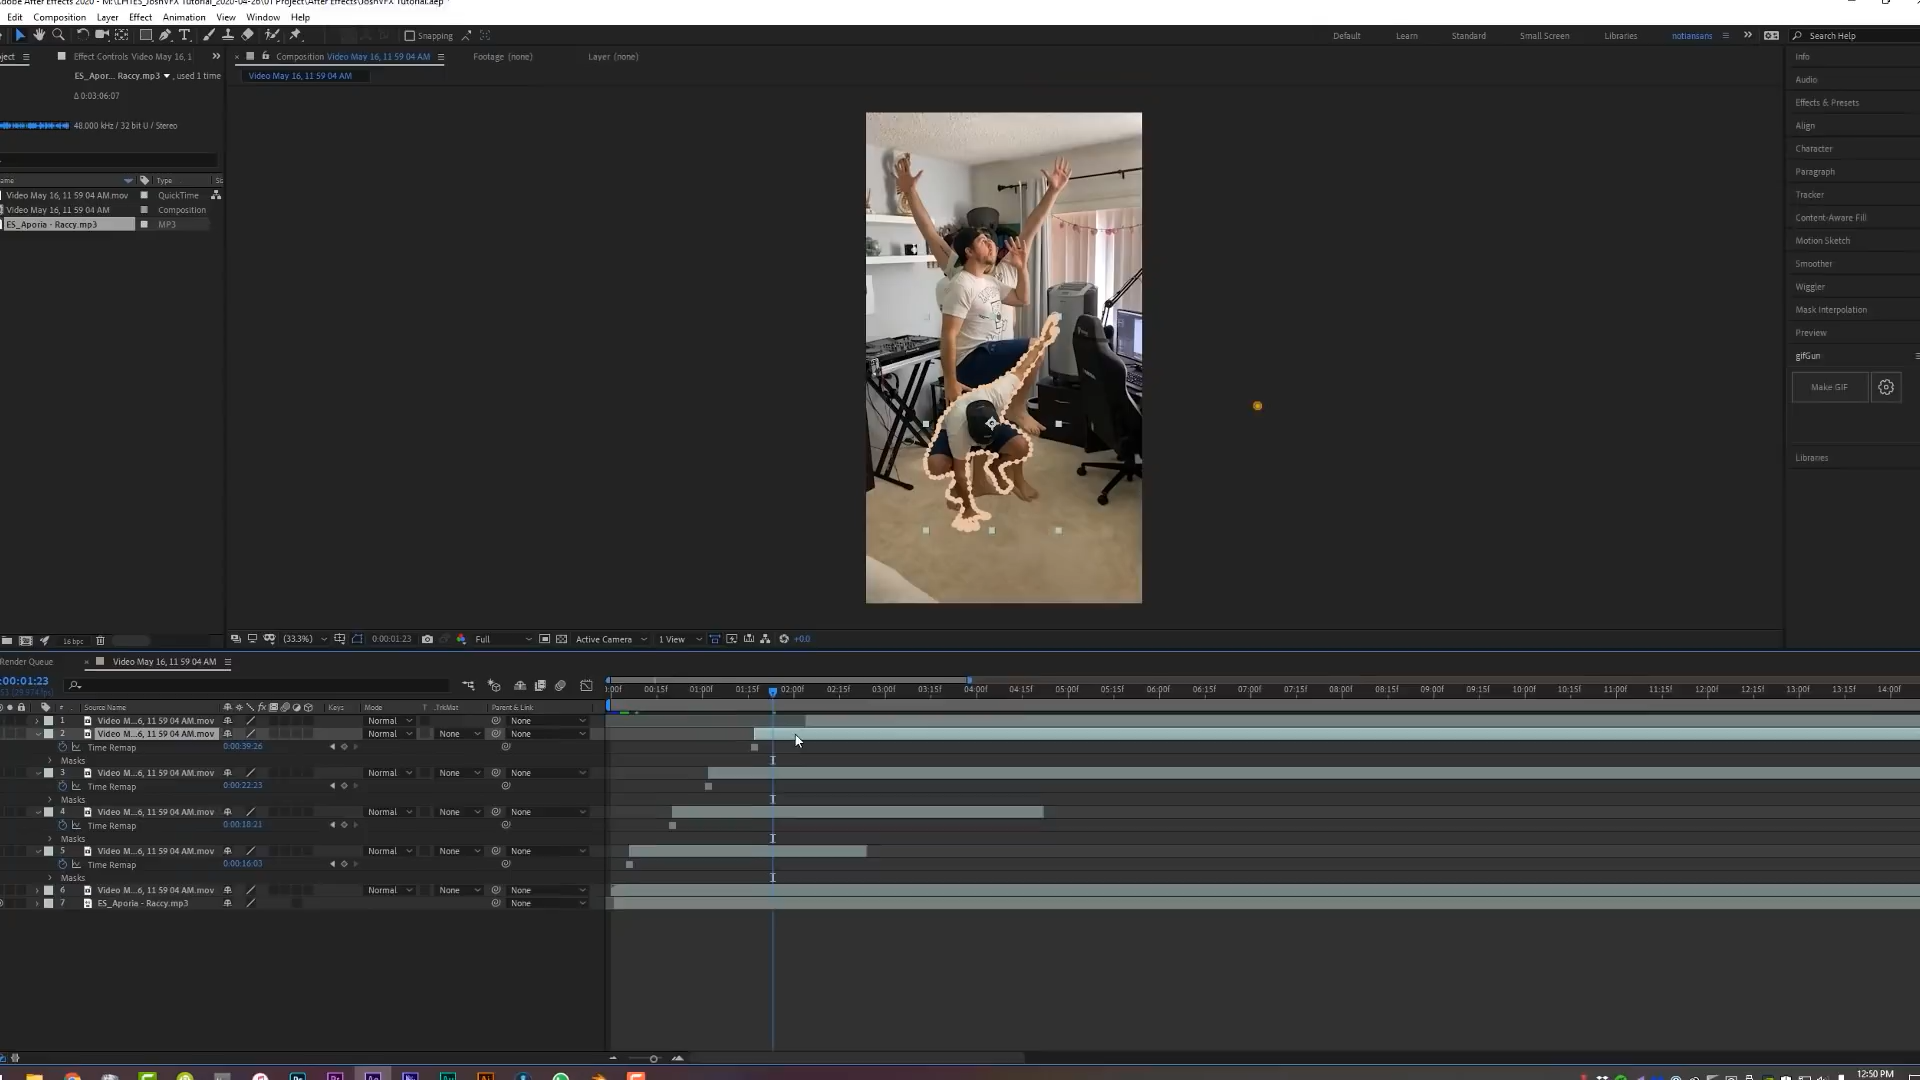 Adobe After Effects 2020 - M:\LHTES_JoshVFX Tutorial_2020-04-26\01 Project\After Effects\JoshVFX Tutorial.aep *
Edit Composition Layer Effect Animation View Window Help
Snapping
Default Learn Standard Small Screen Libraries notiansans Search Help
ject Effect Controls Video May 16, 1
Composition Video May 16, 11 59 04 AM Footage (none) Layer (none)
Info
ES_Apor... Raccy.mp3 , used 1 time
Video May 16, 11 59 04 AM
Audio
Δ 0:03:06:07
Effects & Presets
48.000 kHz / 32 bit U / Stereo
Align
Character
Paragraph
ame Type Si
Video May 16, 11 59 04 AM.mov QuickTime
Tracker
Video May 16, 11 59 04 AM Composition
ES_Aporia - Raccy.mp3 MP3
Content-Aware Fill
Motion Sketch
Smoother
Wiggler
Mask Interpolation
Preview
gifGun
Make GIF
Libraries
16 bpc
(33.3%) 0:00:01:23 Full Active Camera 1 View +0.0
Render Queue Video May 16, 11 59 04 AM
:00:01:23
(29.974 fps)
:00f 00:15f 01:00f 01:15f 02:00f 02:15f 03:00f 03:15f 04:00f 04:15f 05:00f 05:15f 06:00f 06:15f 07:00f 07:15f 08:00f 08:15f 09:00f 09:15f 10:00f 10:15f 11:00f 11:15f 12:00f 12:15f 13:00f 13:15f 14:00f
# Source Name fx Keys Mode T .TrkMat Parent & Link
1 Video M...6, 11 59 04 AM.mov Normal None
2 Video M...6, 11 59 04 AM.mov Normal None None
Time Remap 0:00:39:26
Masks
3 Video M...6, 11 59 04 AM.mov Normal None None
Time Remap 0:00:22:23
Masks
4 Video M...6, 11 59 04 AM.mov Normal None None
Time Remap 0:00:18:21
Masks
5 Video M...6, 11 59 04 AM.mov Normal None None
Time Remap 0:00:16:03
Masks
6 Video M...6, 11 59 04 AM.mov Normal None None
7 ES_Aporia - Raccy.mp3 None
12:50 PM